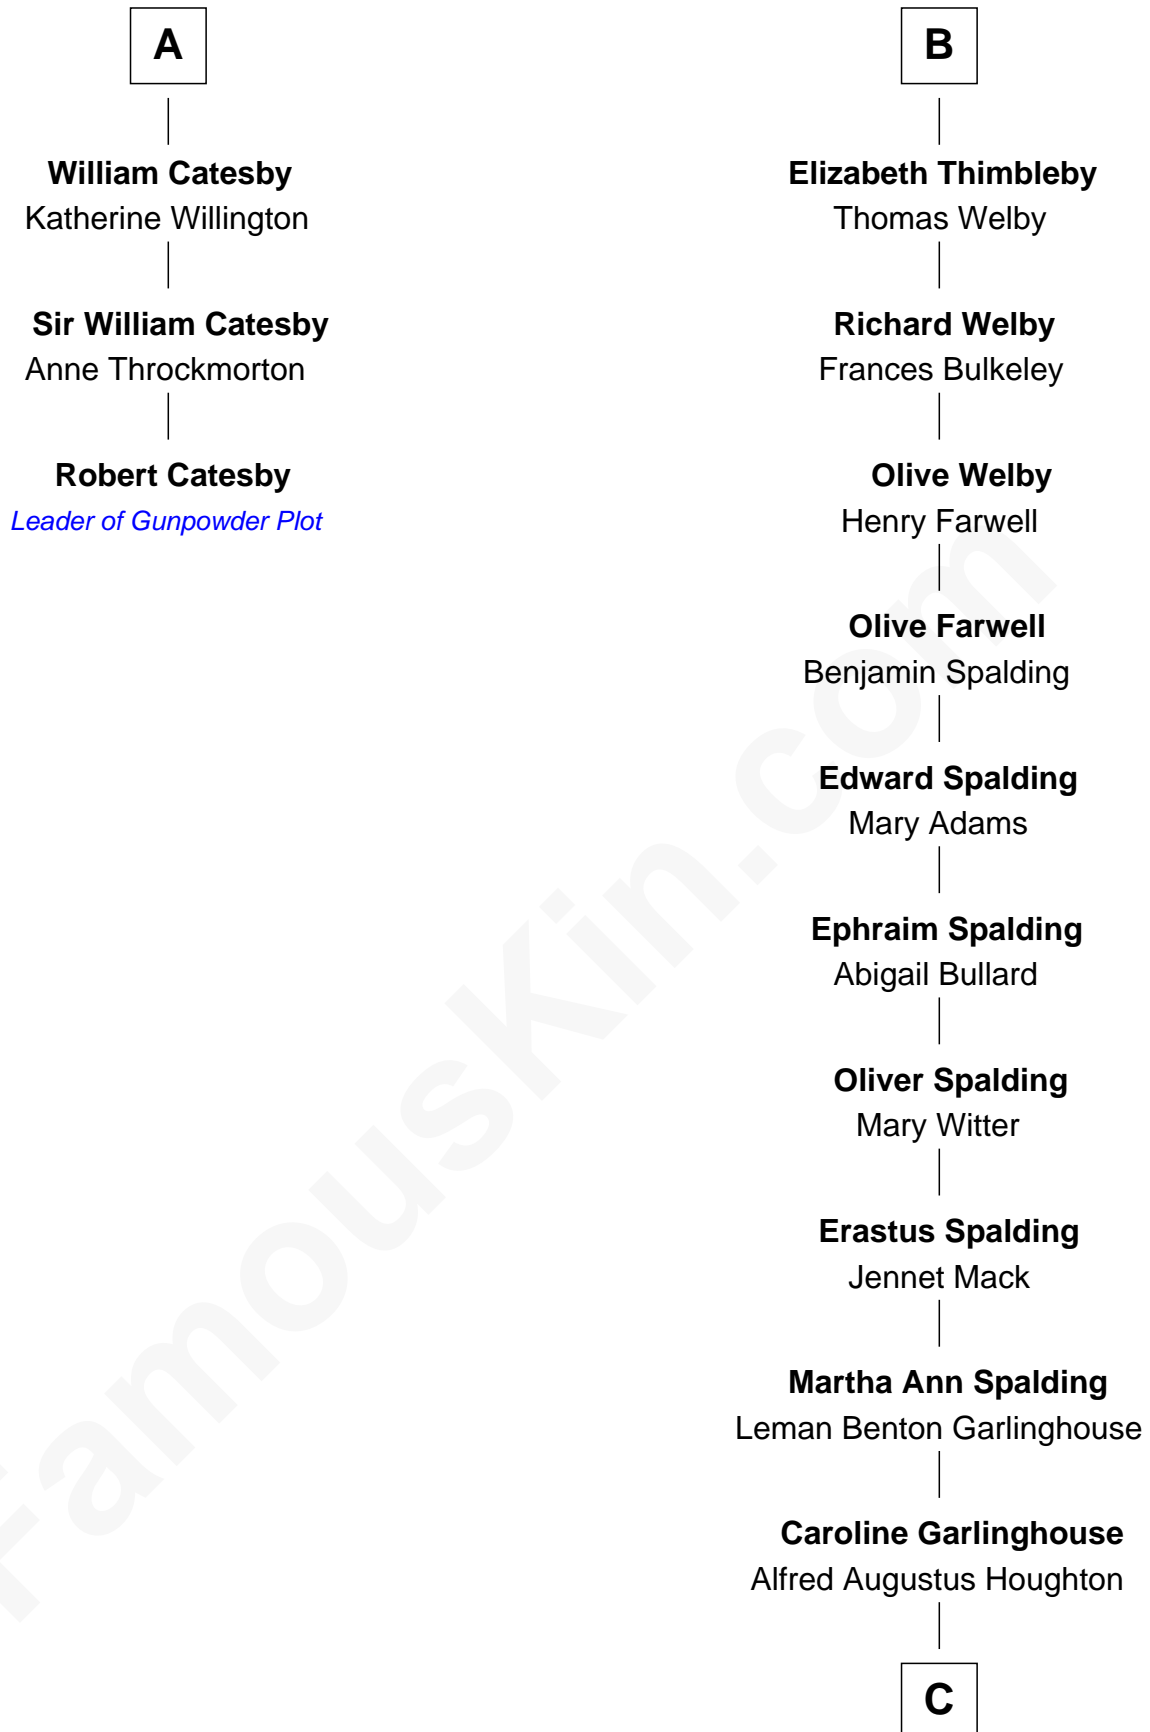 A
William Catesby
Katherine Willington
Sir William Catesby
Anne Throckmorton
Robert Catesby
Leader of Gunpowder Plot
B
Elizabeth Thimbleby
Thomas Welby
Richard Welby
Frances Bulkeley
Olive Welby
Henry Farwell
Olive Farwell
Benjamin Spalding
Edward Spalding
Mary Adams
Ephraim Spalding
Abigail Bullard
Oliver Spalding
Mary Witter
Erastus Spalding
Jennet Mack
Martha Ann Spalding
Leman Benton Garlinghouse
Caroline Garlinghouse
Alfred Augustus Houghton
C
FamousKin.com